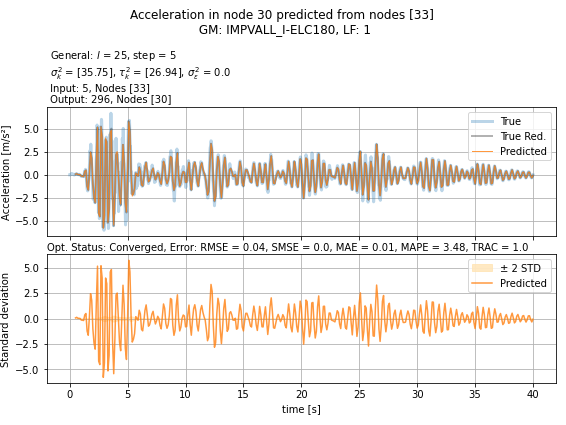 Acceleration in node 30 predicted from nodes [33]
GM: IMPVALL_I-ELC180, LF: 1
General: l = 25, step = 5
σ²ₖ = [35.75], τ²ₖ = [26.94], σ²ₑ = 0.0
Input: 5, Nodes [33]
Output: 296, Nodes [30]
Acceleration [m/s²]
5.0
2.5
0.0
−2.5
−5.0
True
True Red.
Predicted
Opt. Status: Converged, Error: RMSE = 0.04, SMSE = 0.0, MAE = 0.01, MAPE = 3.48, TRAC = 1.0
Standard deviation
5.0
2.5
0.0
−2.5
−5.0
± 2 STD
Predicted
0 5 10 15 20 25 30 35 40
time [s]